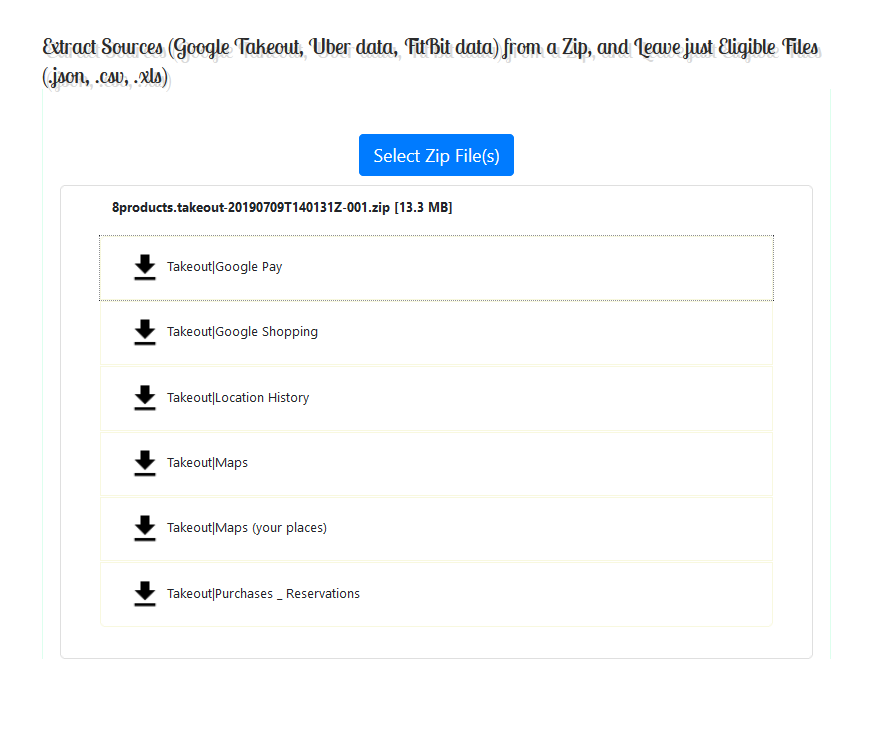 Extract Sources (Google Takeout, Uber data, FitBit data) from a Zip, and Leave just Eligible Files
(.json, .csv, .xls)
Select Zip File(s)
8products.takeout-20190709T140131Z-001.zip [13.3 MB]
Takeout|Google Pay
Takeout|Google Shopping
Takeout|Location History
Takeout|Maps
Takeout|Maps (your places)
Takeout|Purchases _ Reservations